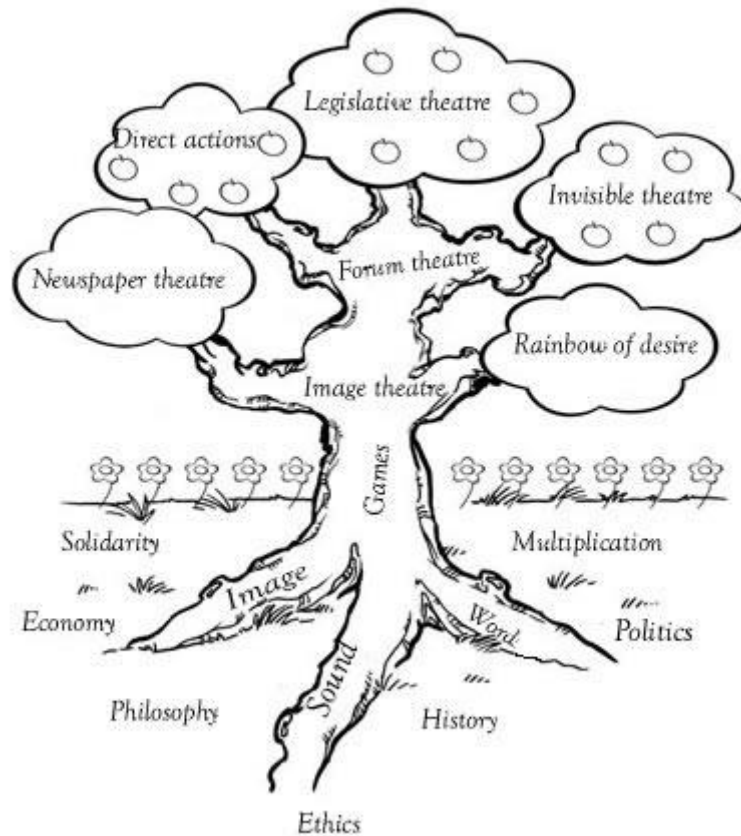 Legislative theatre
Direct actions
Invisible theatre
Forum theatre
Newspaper theatre
Rainbow of desire
Image theatre
Games
Solidarity
Multiplication
Image
Economy
Word
Politics
Sound
Philosophy
History
Ethics